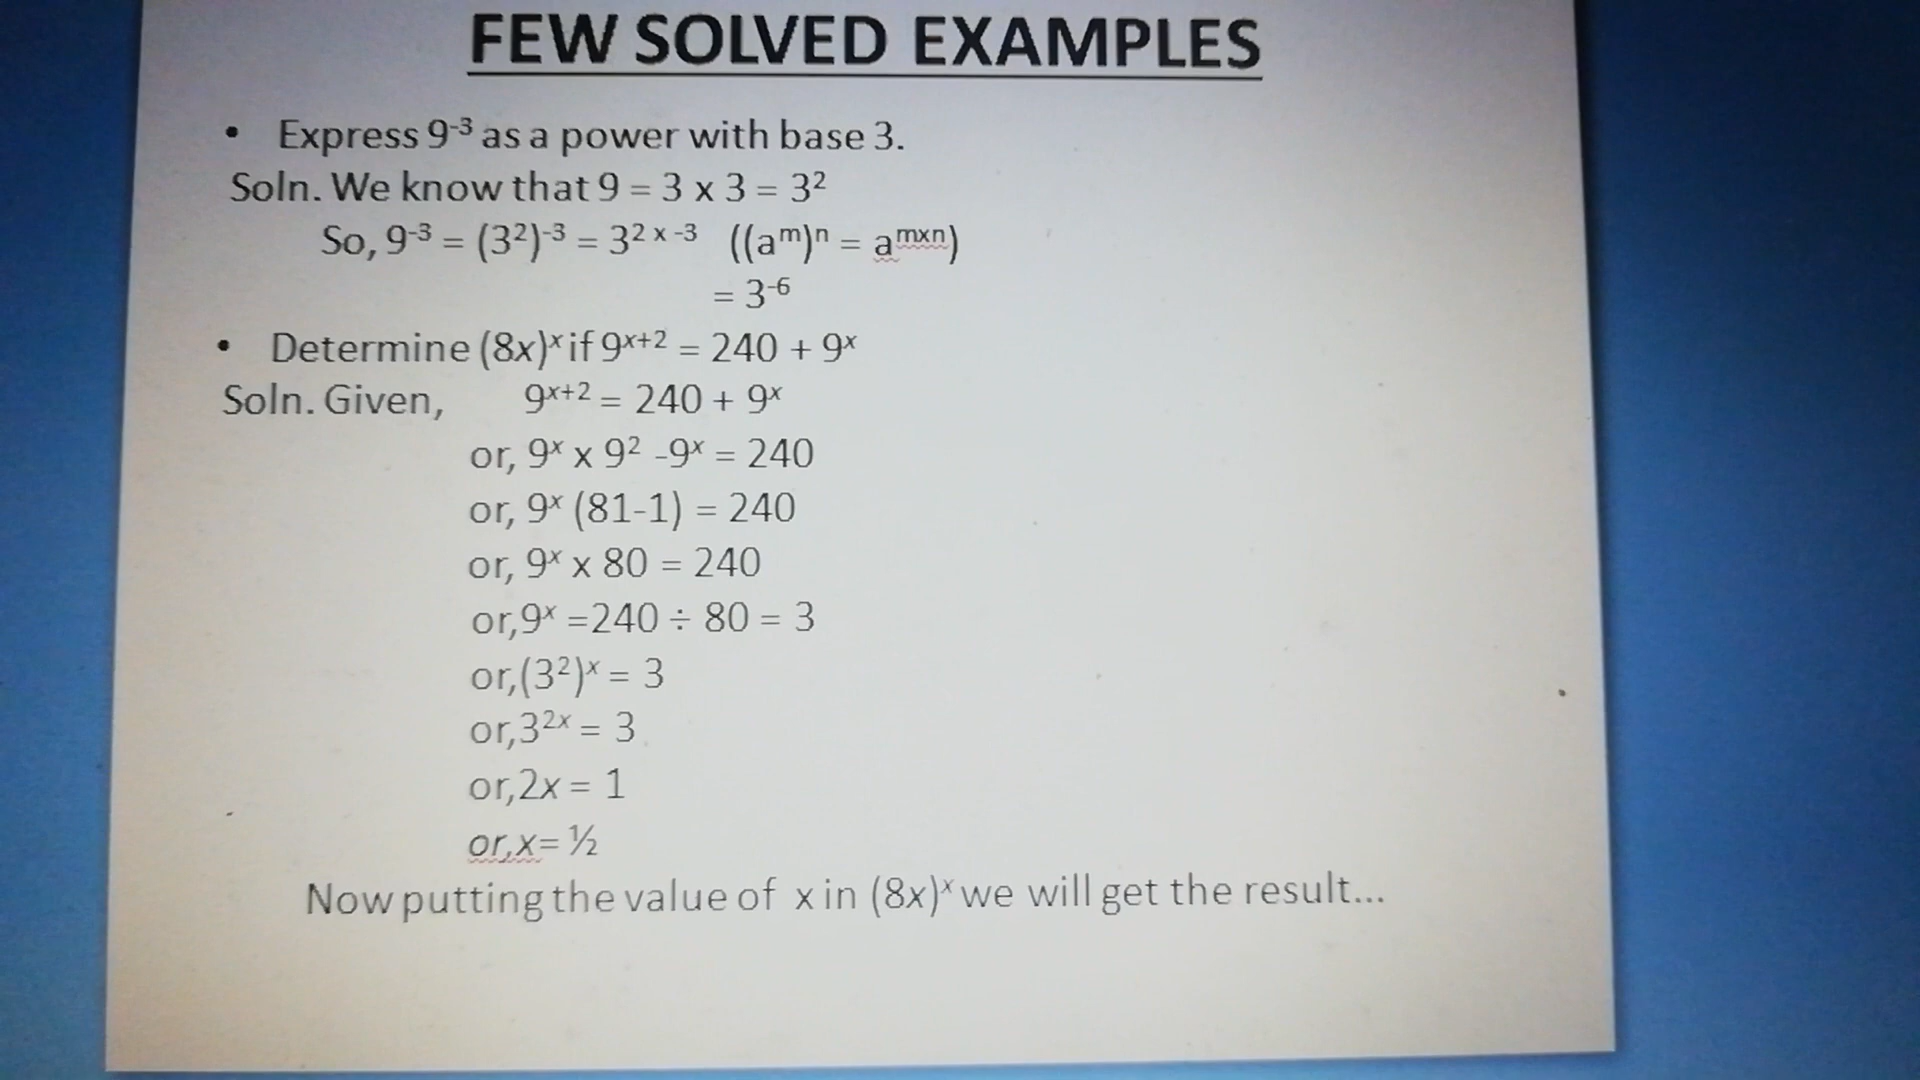 FEW SOLVED EXAMPLES
• Express 9⁻³ as a power with base 3.
Soln. We know that 9 = 3 x 3 = 3²
So, 9⁻³ = (3²)⁻³ = 3² ˣ ⁻³ ((aᵐ)ⁿ = aᵐˣⁿ)
= 3⁻⁶
• Determine (8x)ˣ if 9ˣ⁺² = 240 + 9ˣ
Soln. Given, 9ˣ⁺² = 240 + 9ˣ
or, 9ˣ x 9² -9ˣ = 240
or, 9ˣ (81-1) = 240
or, 9ˣ x 80 = 240
or,9ˣ =240 ÷ 80 = 3
or,(3²)ˣ = 3
or,3²ˣ = 3
or,2x = 1
or,x= ½
Now putting the value of x in (8x)ˣ we will get the result...